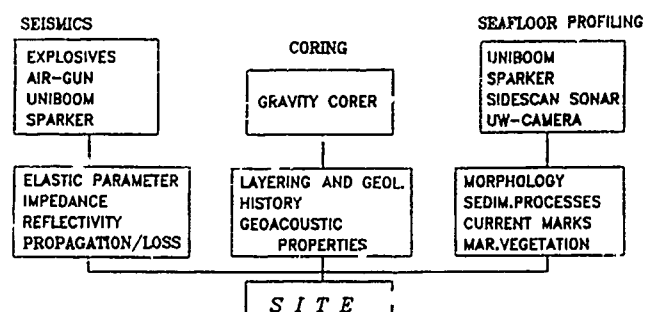 SEISMICS
EXPLOSIVES
AIR-GUN
UNIBOOM
SPARKER
ELASTIC PARAMETER
IMPEDANCE
REFLECTIVITY
PROPAGATION/LOSS
CORING
GRAVITY CORER
LAYERING AND GEOL.
HISTORY
GEOACOUSTIC
PROPERTIES
SEAFLOOR PROFILING
UNIBOOM
SPARKER
SIDESCAN SONAR
UW-CAMERA
MORPHOLOGY
SEDIM.PROCESSES
CURRENT MARKS
MAR.VEGETATION
SITE